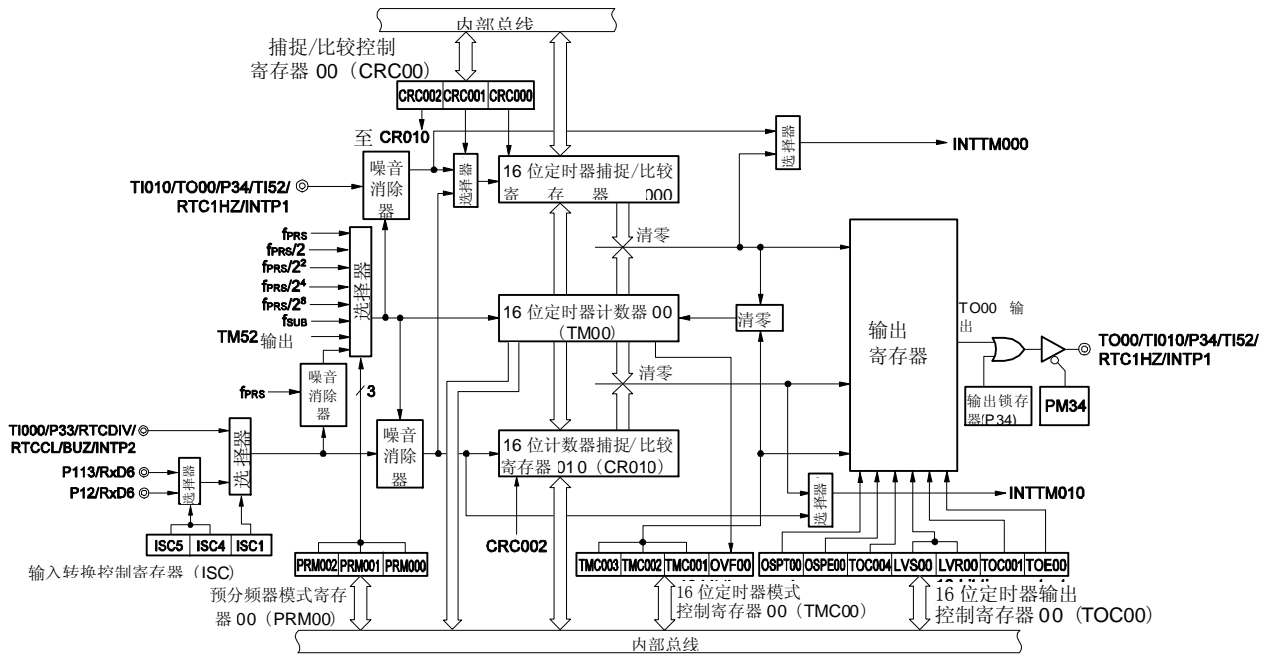 内部总线
捕捉/比较控制
寄存器 00（CRC00）
CRC002 CRC001 CRC000
至 CR010
噪音
消除
器
选择器
16 位定时器捕捉/比较
寄 存 器 000
选择器
INTTM000
TI010/TO00/P34/TI52/
RTC1HZ/INTP1
清零
fPRS
fPRS/2
fPRS/2²
fPRS/2⁴
fPRS/2⁸
fSUB
TM52 输出
选择器
16 位定时器计数器 00
（TM00）
清零
输出
寄存器
TO00 输
出
TO00/TI010/P34/TI52/
RTC1HZ/INTP1
fPRS
噪音
消除
器
3
清零
输出锁存
器(P34)
PM34
TI000/P33/RTCDIV/
RTCCL/BUZ/INTP2
选择器
噪音
消除
器
16 位计数器捕捉/比较
寄存器 010（CR010）
P113/RxD6
P12/RxD6
选择器
选择器
INTTM010
CRC002
ISC5 ISC4 ISC1
输入转换控制寄存器（ISC）
PRM002 PRM001 PRM000
预分频器模式寄存
器 00（PRM00）
TMC003 TMC002 TMC001 OVF00
16 位定时器模式
控制寄存器 00（TMC00）
OSPT00 OSPE00 TOC004 LVS00 LVR00 TOC001 TOE00
16 位定时器输出
控制寄存器 00（TOC00）
内部总线